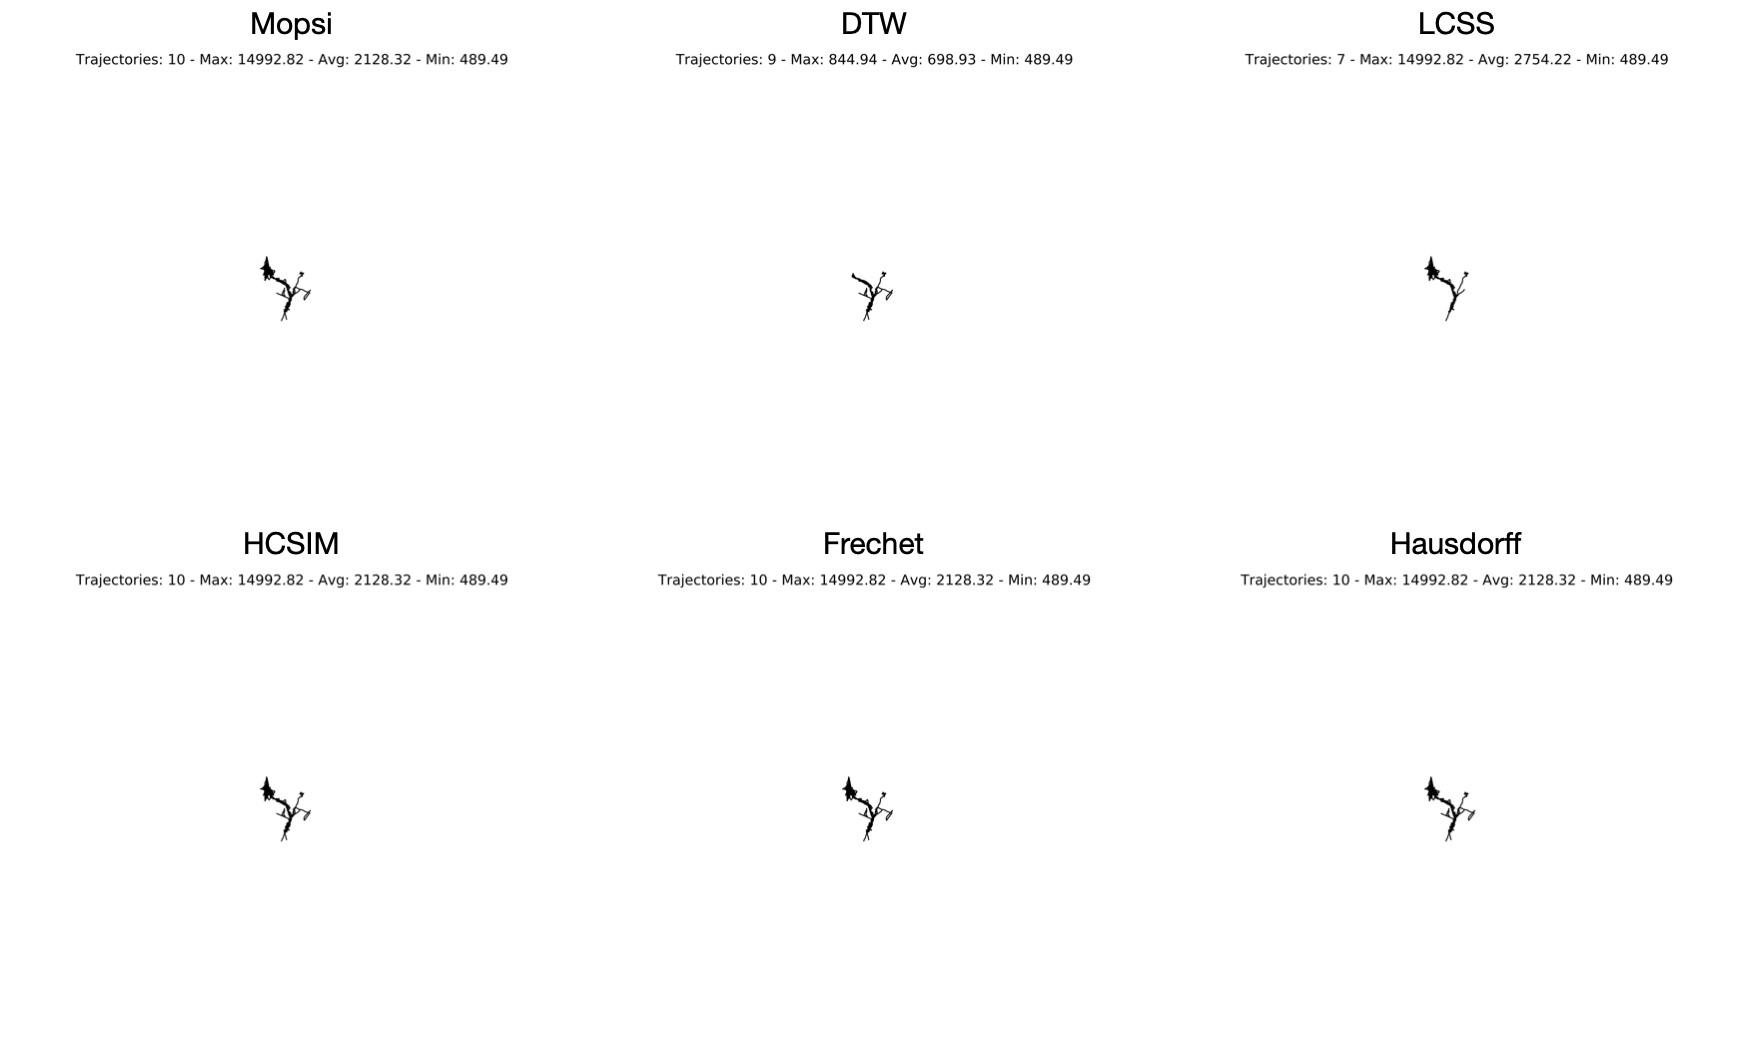 Mopsi
Trajectories: 10 - Max: 14992.82 - Avg: 2128.32 - Min: 489.49
DTW
Trajectories: 9 - Max: 844.94 - Avg: 698.93 - Min: 489.49
LCSS
Trajectories: 7 - Max: 14992.82 - Avg: 2754.22 - Min: 489.49
HCSIM
Trajectories: 10 - Max: 14992.82 - Avg: 2128.32 - Min: 489.49
Frechet
Trajectories: 10 - Max: 14992.82 - Avg: 2128.32 - Min: 489.49
Hausdorff
Trajectories: 10 - Max: 14992.82 - Avg: 2128.32 - Min: 489.49